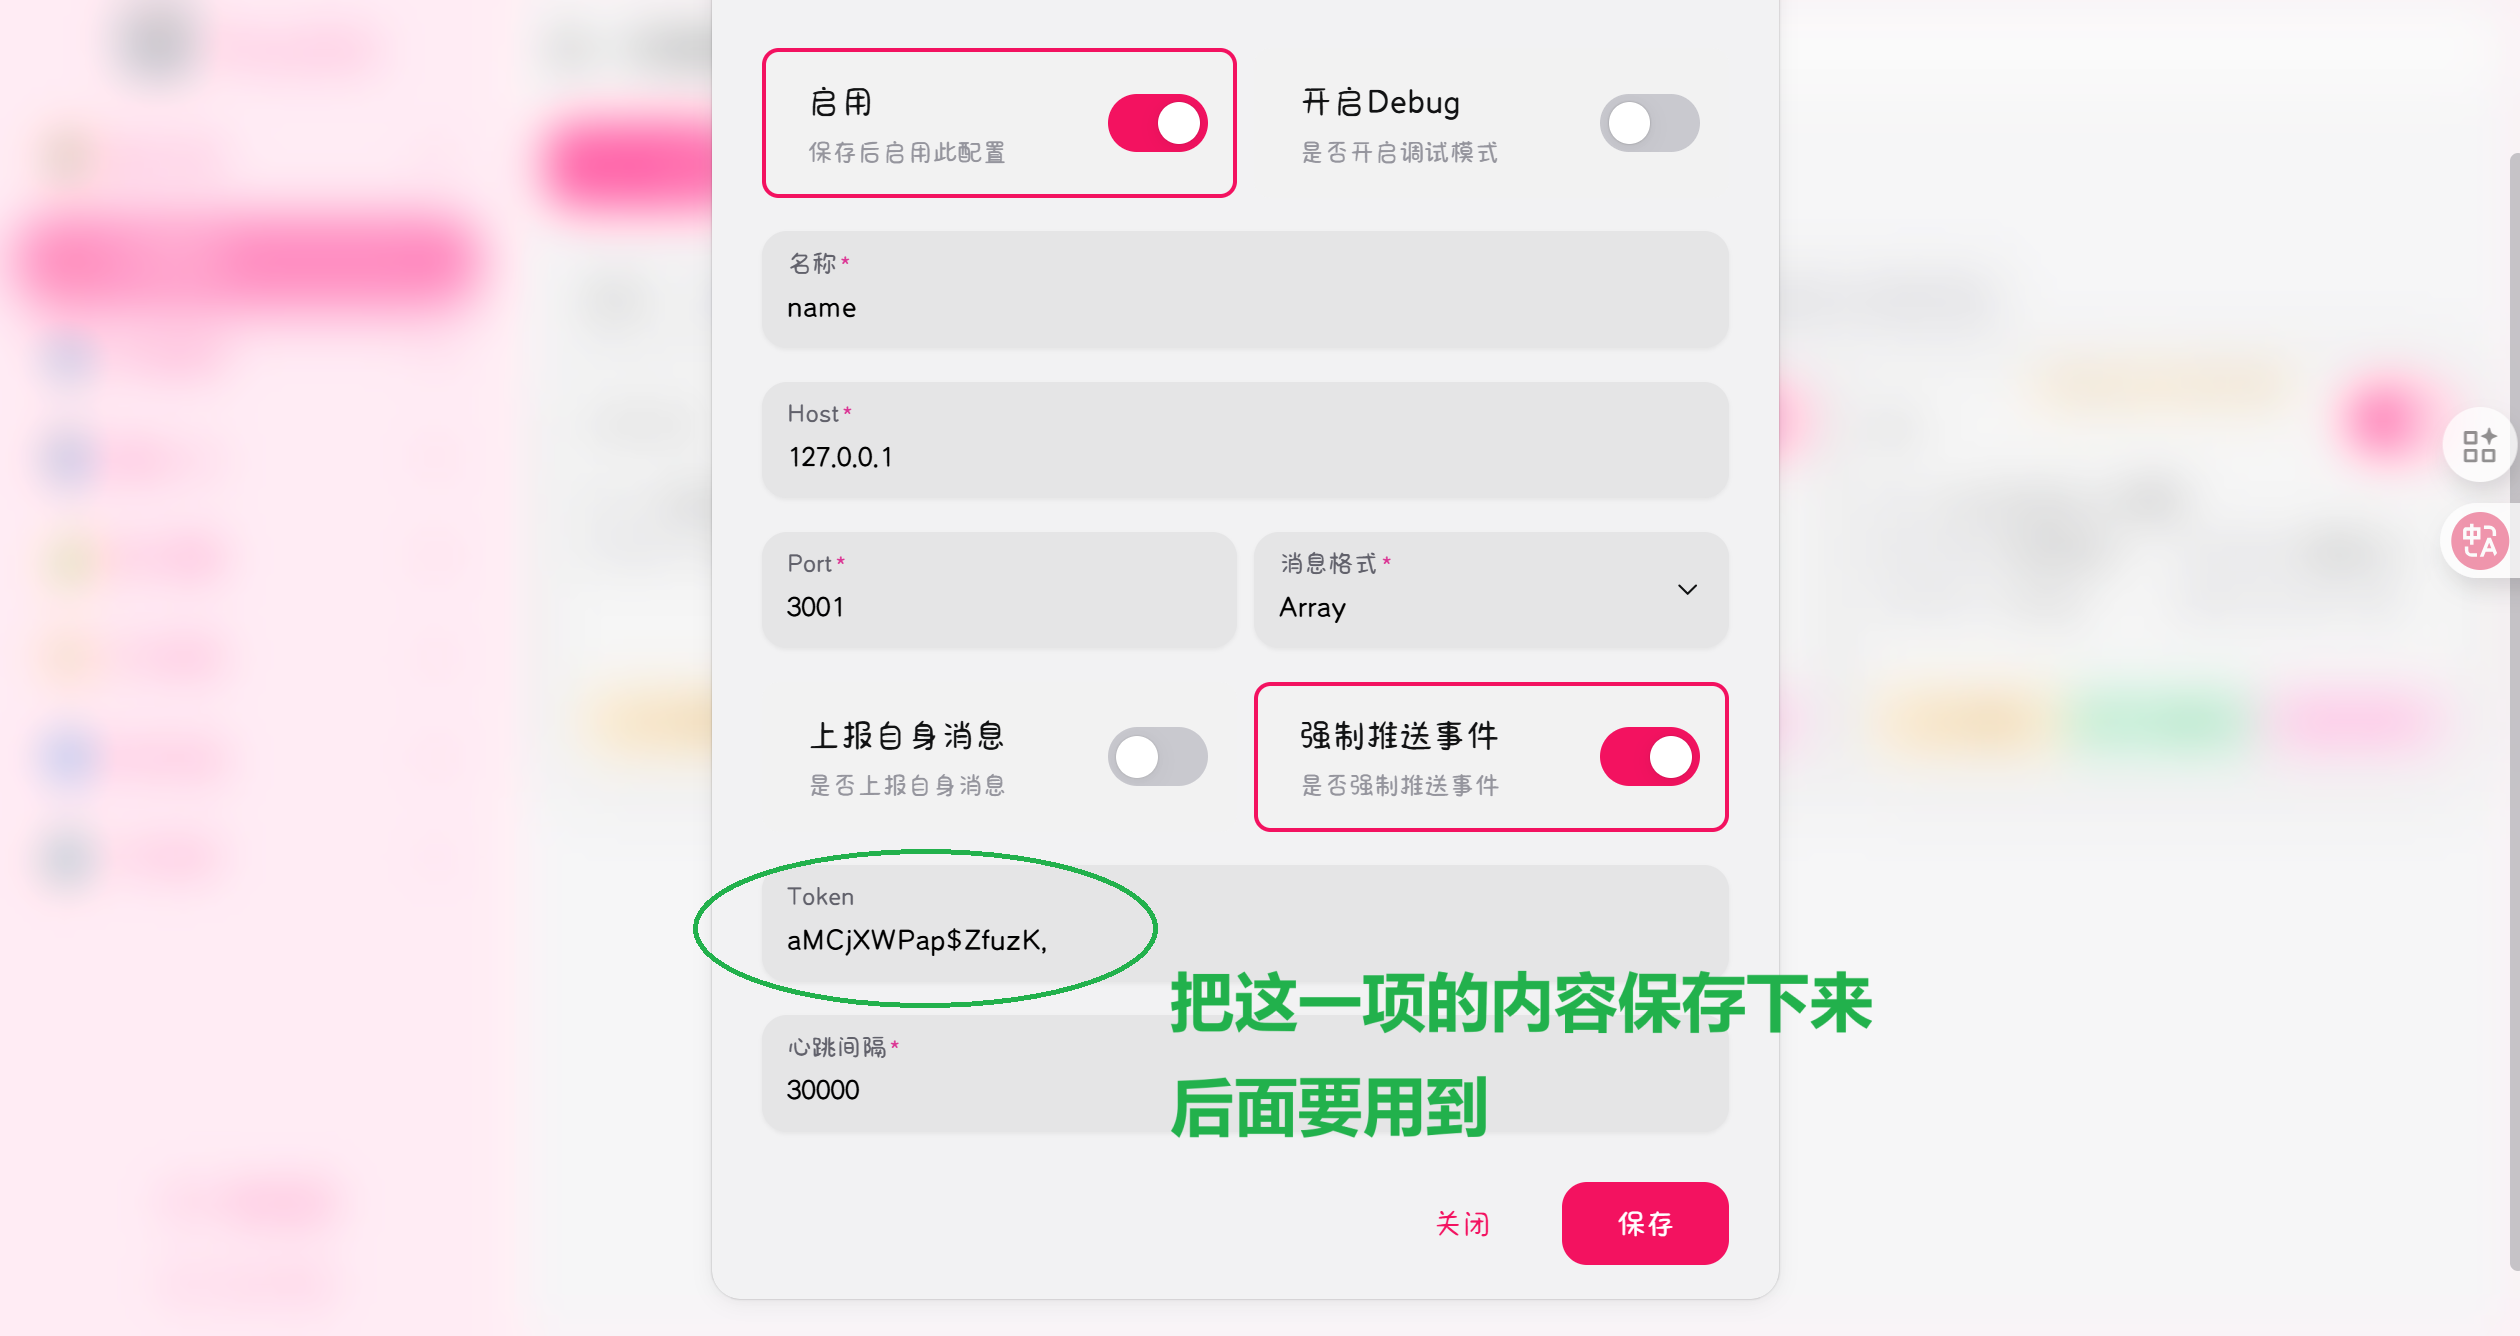 启用
保存后启用此配置
开启Debug
是否开启调试模式
名称*
name
Host*
127.0.0.1
Port*
3001
消息格式*
Array
上报自身消息
是否上报自身消息
强制推送事件
是否强制推送事件
Token
aMCjXWPap$ZfuzK,
把这一项的内容保存下来
后面要用到
心跳间隔*
30000
关闭
保存
中A